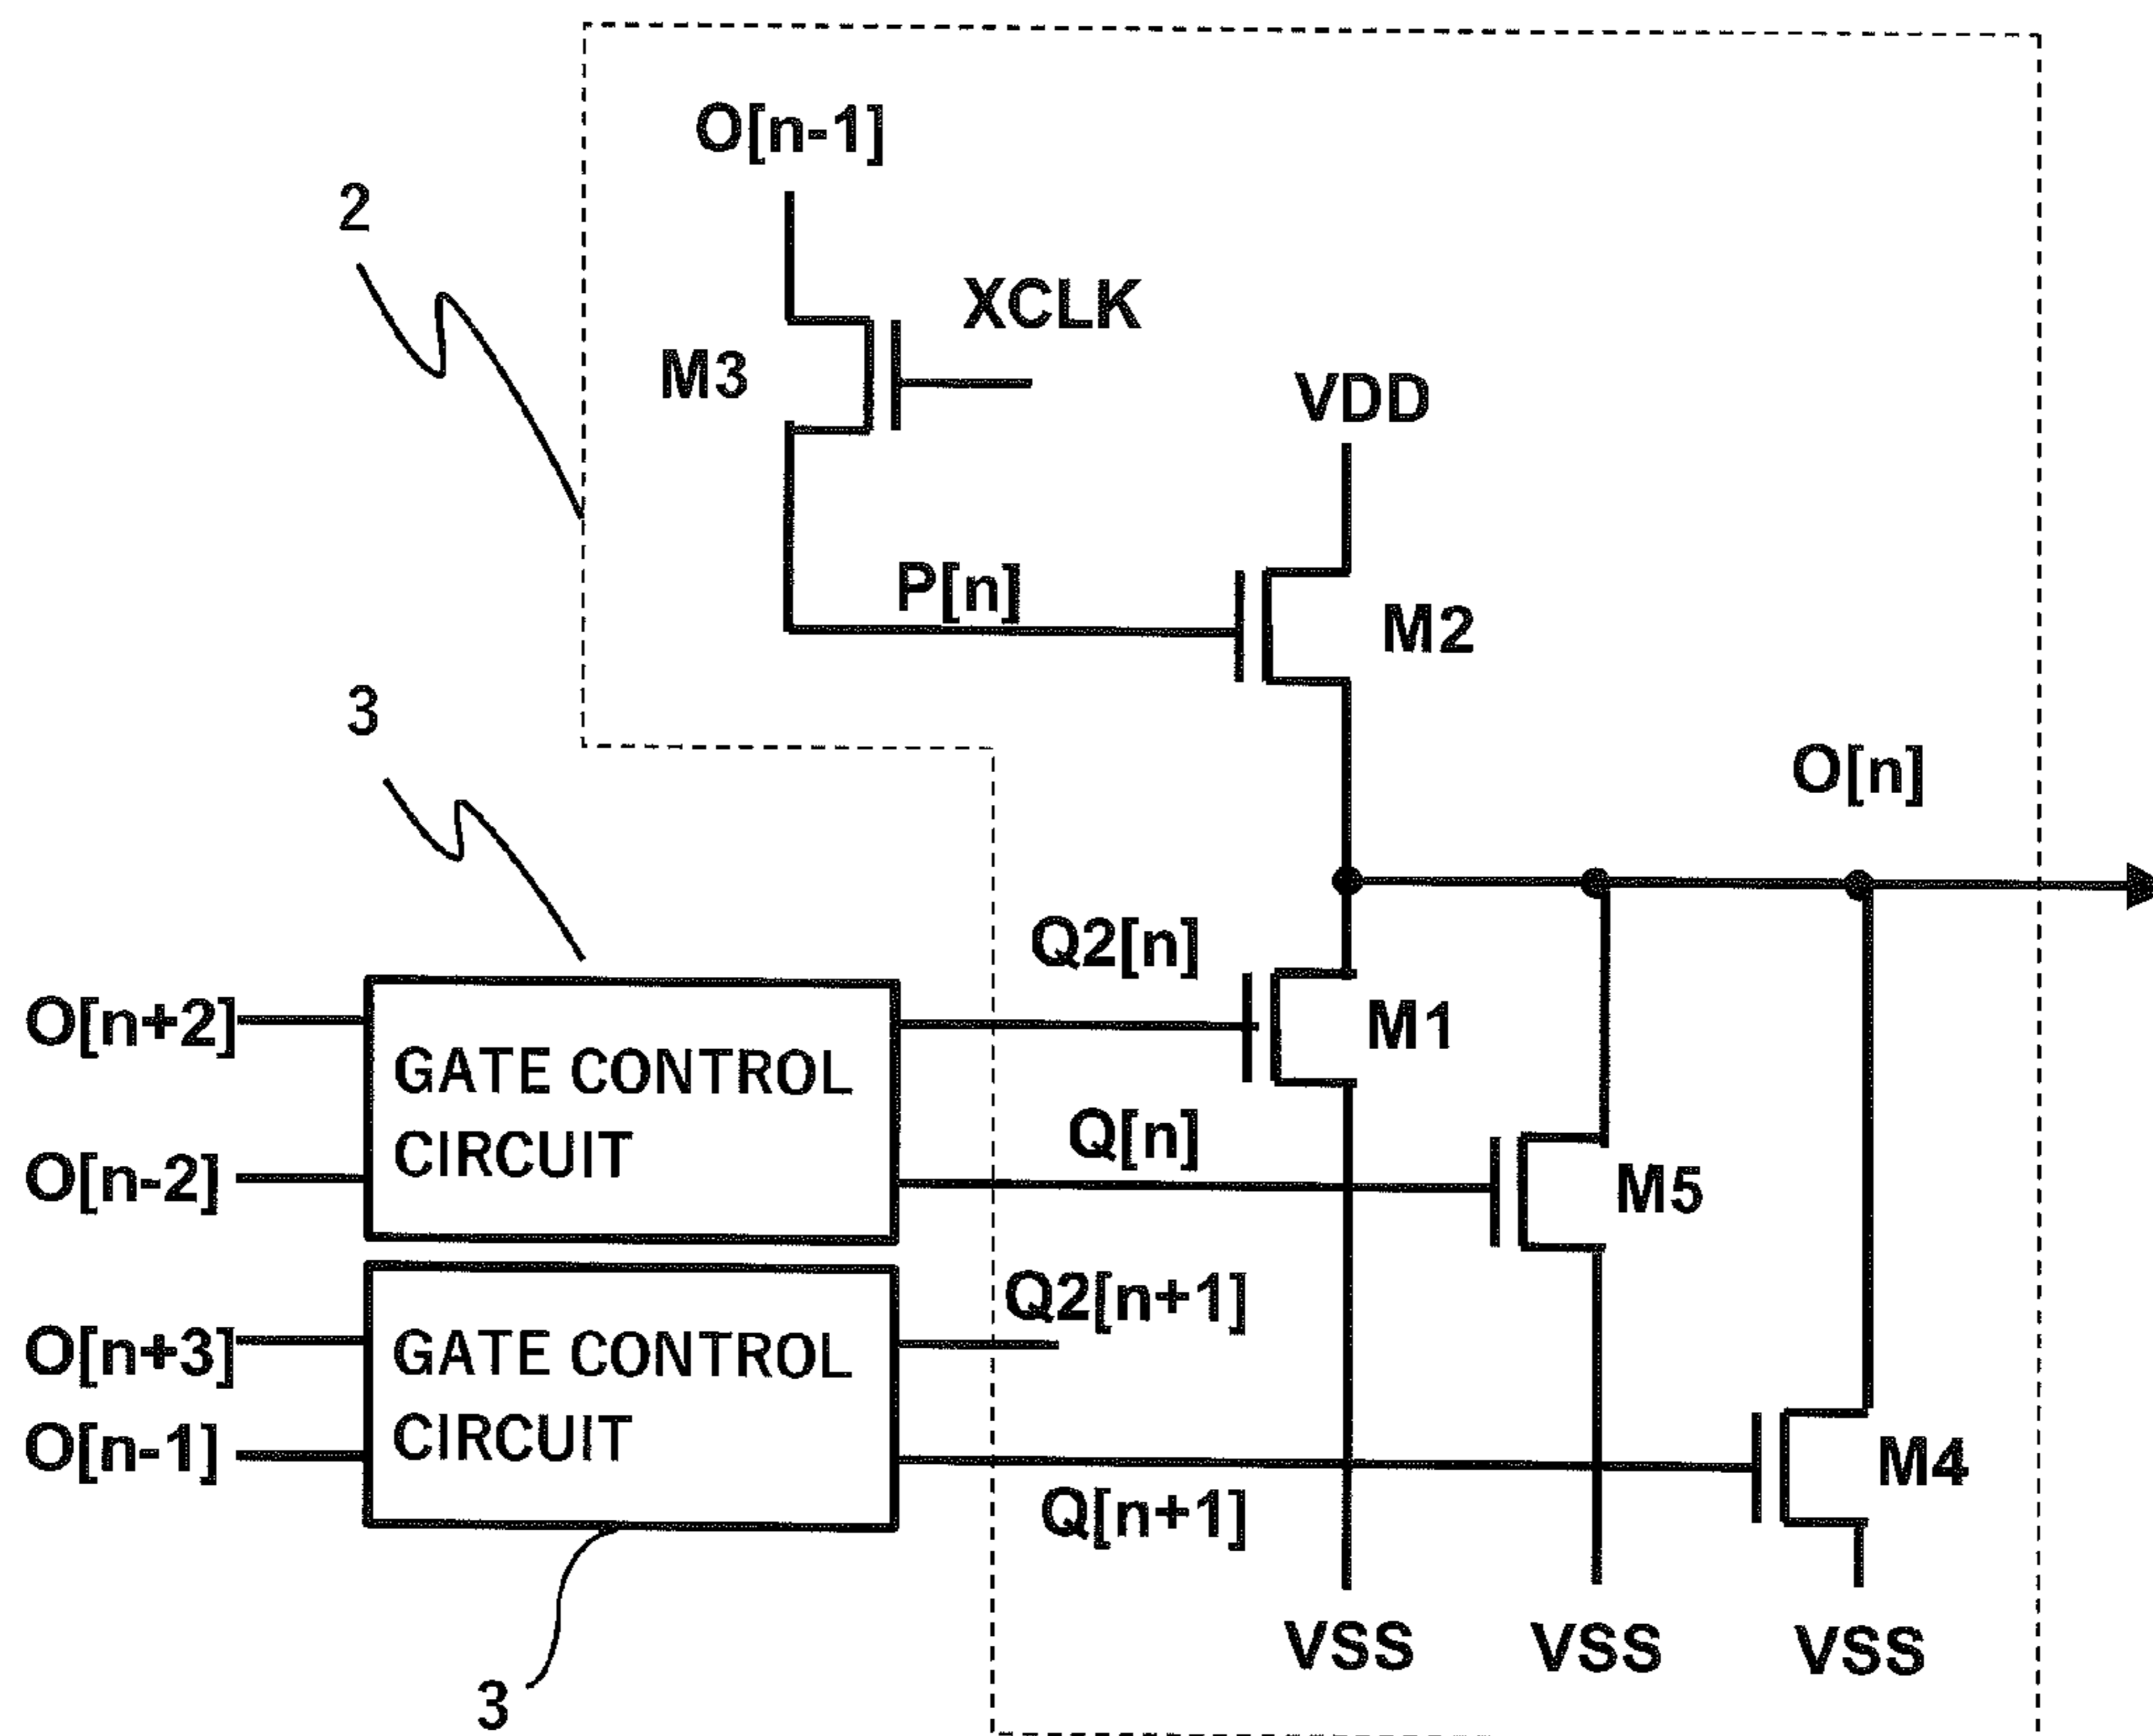 O[n-1]
2
XCLK
M3
VDD
P[n]
M2
3
O[n]
Q2[n]
O[n+2]
GATE CONTROL
CIRCUIT
M1
Q[n]
O[n-2]
M5
Q2[n+1]
O[n+3]
GATE CONTROL
CIRCUIT
O[n-1]
M4
Q[n+1]
VSS
VSS
VSS
3